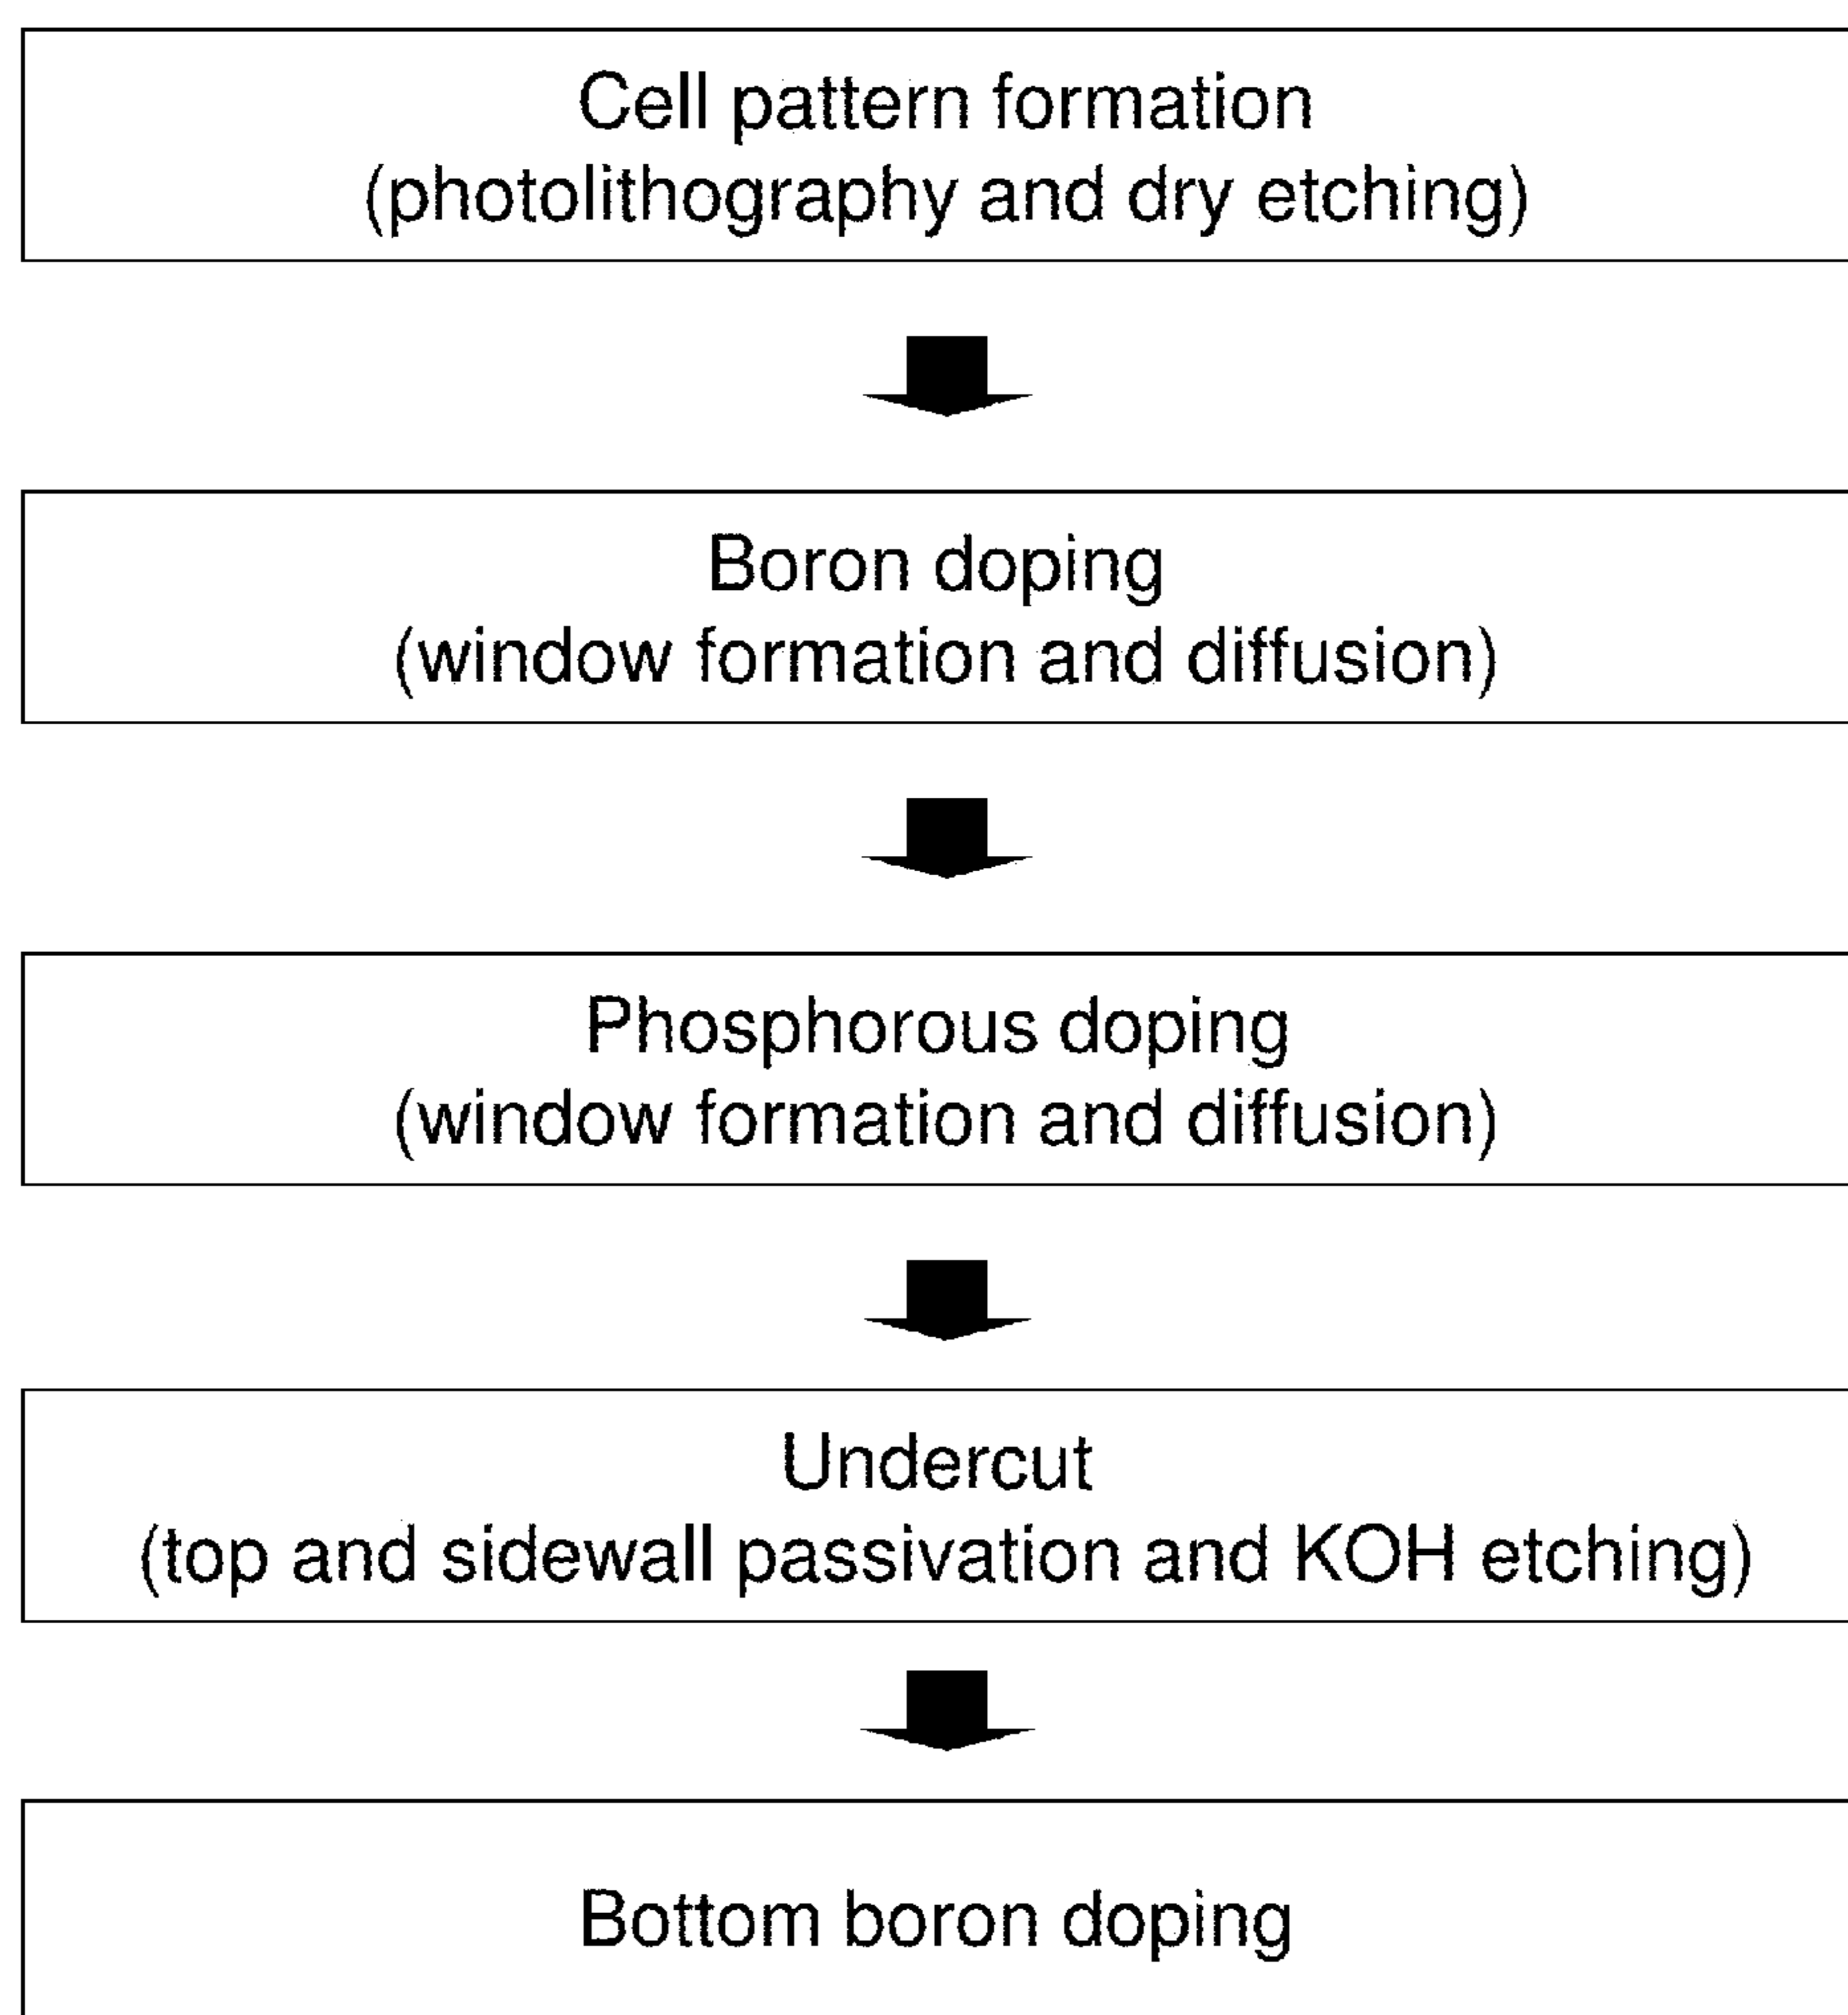 Cell pattern formation
(photolithography and dry etching)
Boron doping
(window formation and diffusion)
Phosphorous doping
(window formation and diffusion)
Undercut
(top and sidewall passivation and KOH etching)
Bottom boron doping